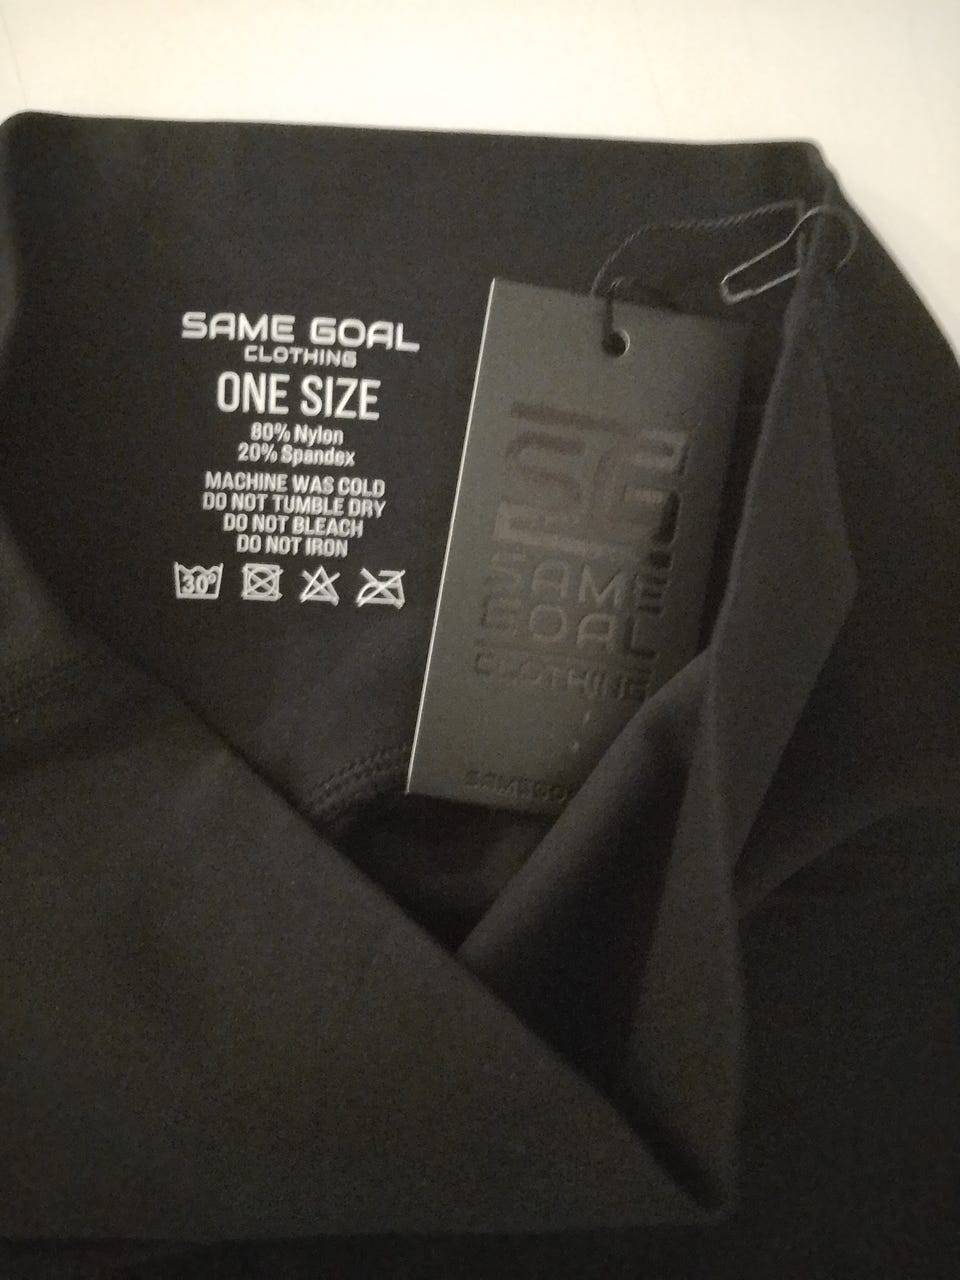 SAME GOAL
CLOTHING
ONE SIZE
80% Nylon
20% Spandex
MACHINE WAS COLD
DO NOT TUMBLE DRY
DO NOT BLEACH
DO NOT IRON
30°
SG
SAME
GOAL
CLOTHING